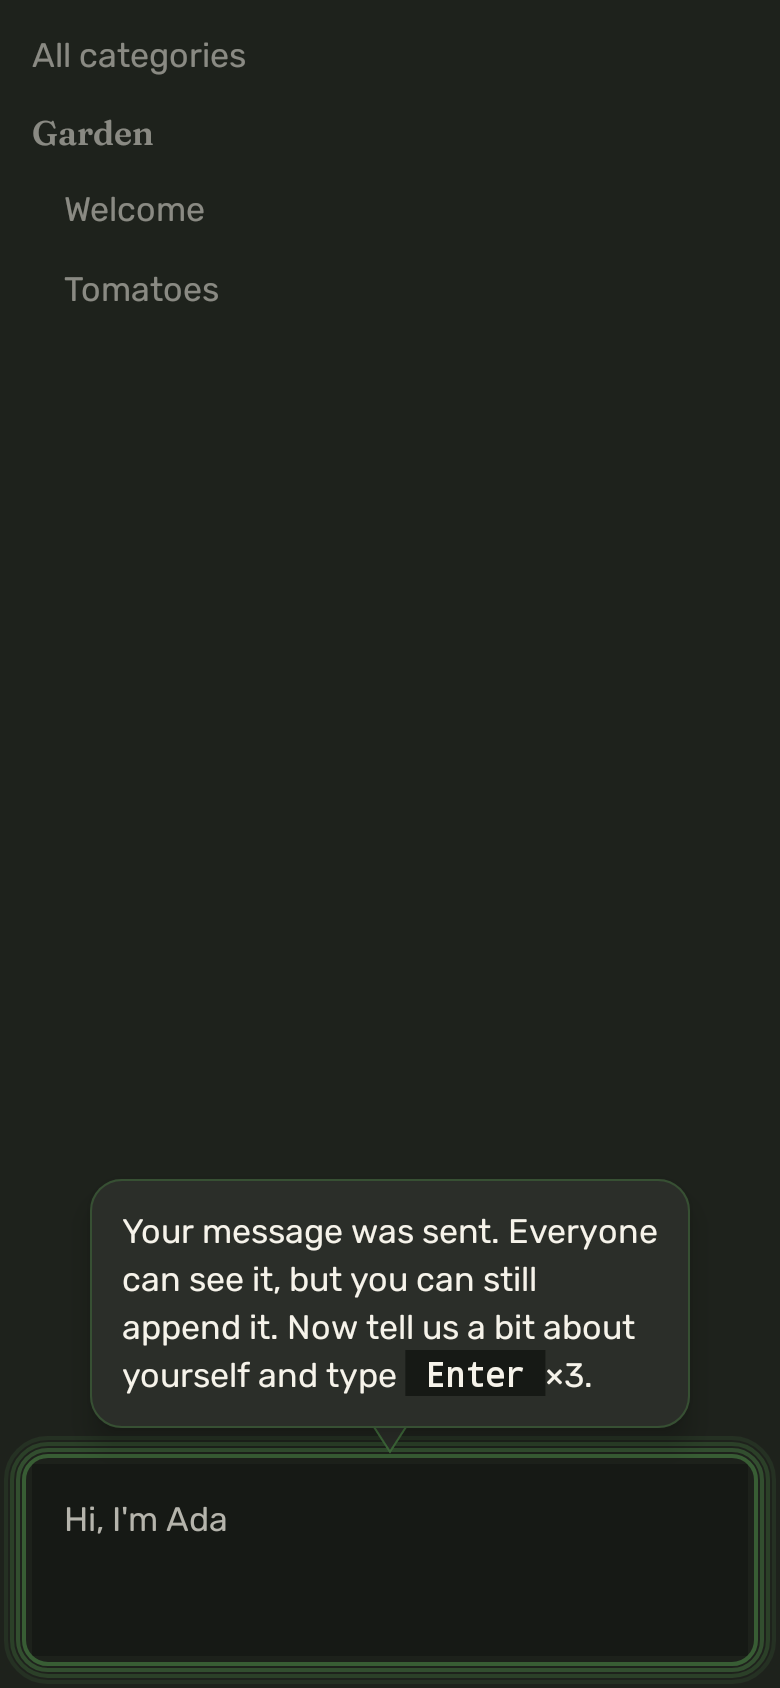 All categories
Garden
Welcome
Tomatoes
Your message was sent. Everyone
can see it, but you can still
append it. Now tell us a bit about
yourself and type Enter ×3.
Hi, I'm Ada